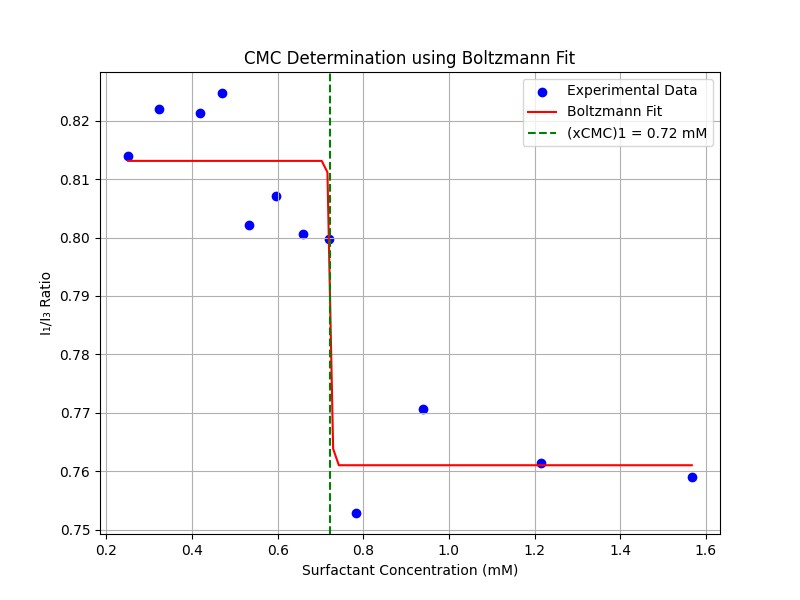 CMC Determination using Boltzmann Fit
Experimental Data
Boltzmann Fit
(xCMC)1 = 0.72 mM
I₁/I₃ Ratio
0.82
0.81
0.80
0.79
0.78
0.77
0.76
0.75
0.2 0.4 0.6 0.8 1.0 1.2 1.4 1.6
Surfactant Concentration (mM)